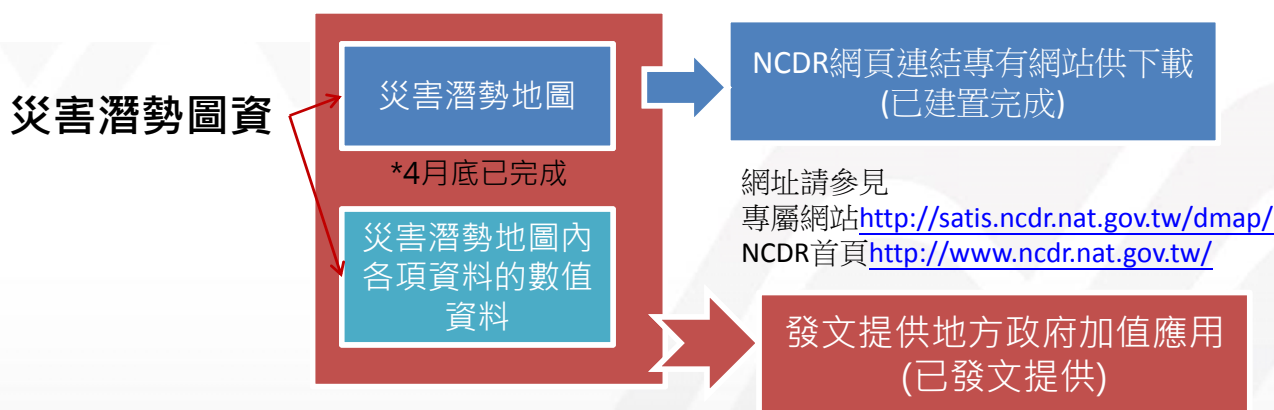 災害潛勢圖資
災害潛勢地圖
*4月底已完成
災害潛勢地圖內
各項資料的數值
資料
NCDR網頁連結專有網站供下載
(已建置完成)
網址請參見
專屬網站http://satis.ncdr.nat.gov.tw/dmap/
NCDR首頁http://www.ncdr.nat.gov.tw/
發文提供地方政府加值應用
(已發文提供)